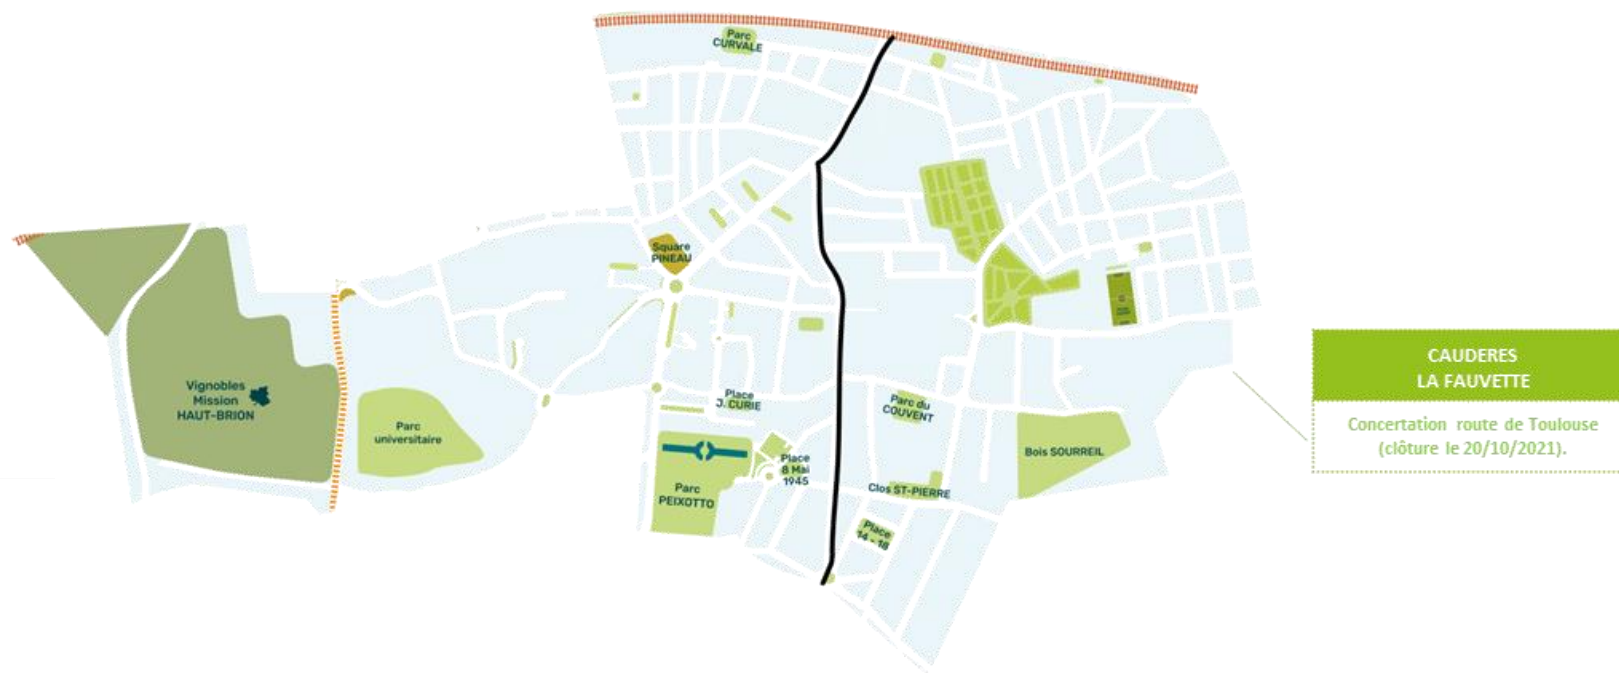 Parc
CURVALE
Square
PINEAU
Vignobles
Mission
HAUT-BRION
Parc
universitaire
Place
J. CURIE
Parc du
COUVENT
Bois SOURREIL
Place
8 Mai
1945
Parc
PEIXOTTO
Clos ST-PIERRE
Place
14 - 18
CAUDERES
LA FAUVETTE
Concertation route de Toulouse
(clôture le 20/10/2021).